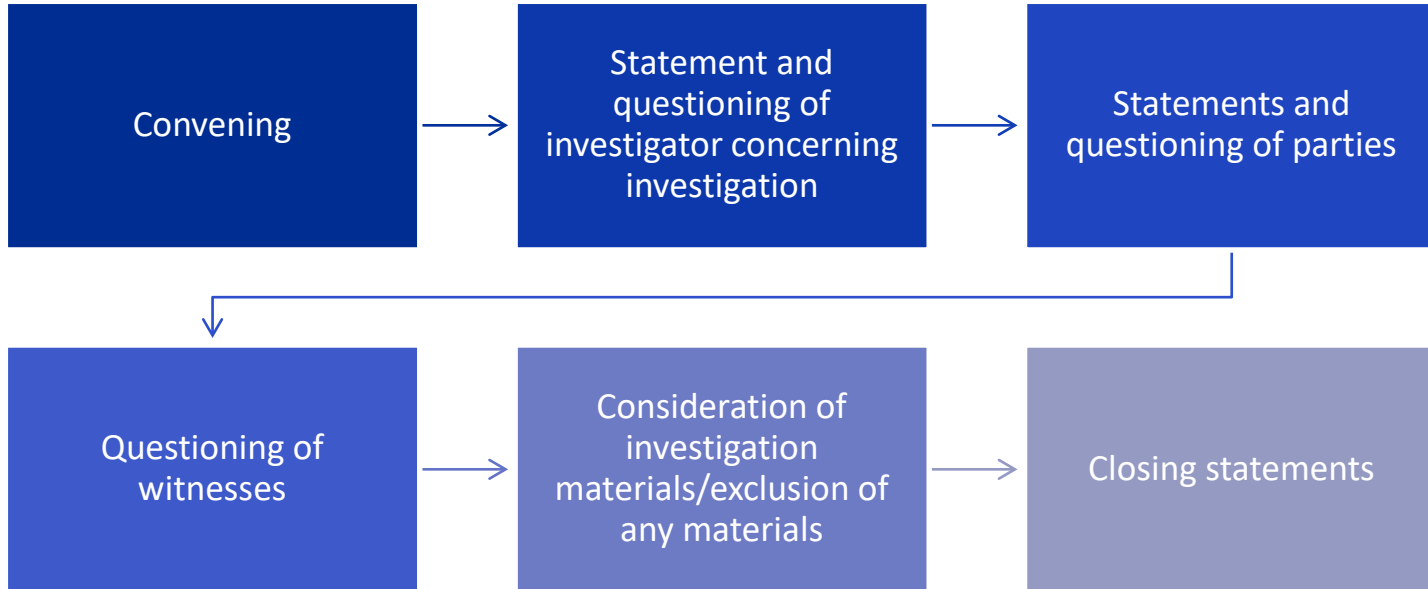 Convening
Statement and
questioning of
investigator concerning
investigation
Statements and
questioning of parties
Questioning of
witnesses
Consideration of
investigation
materials/exclusion of
any materials
Closing statements